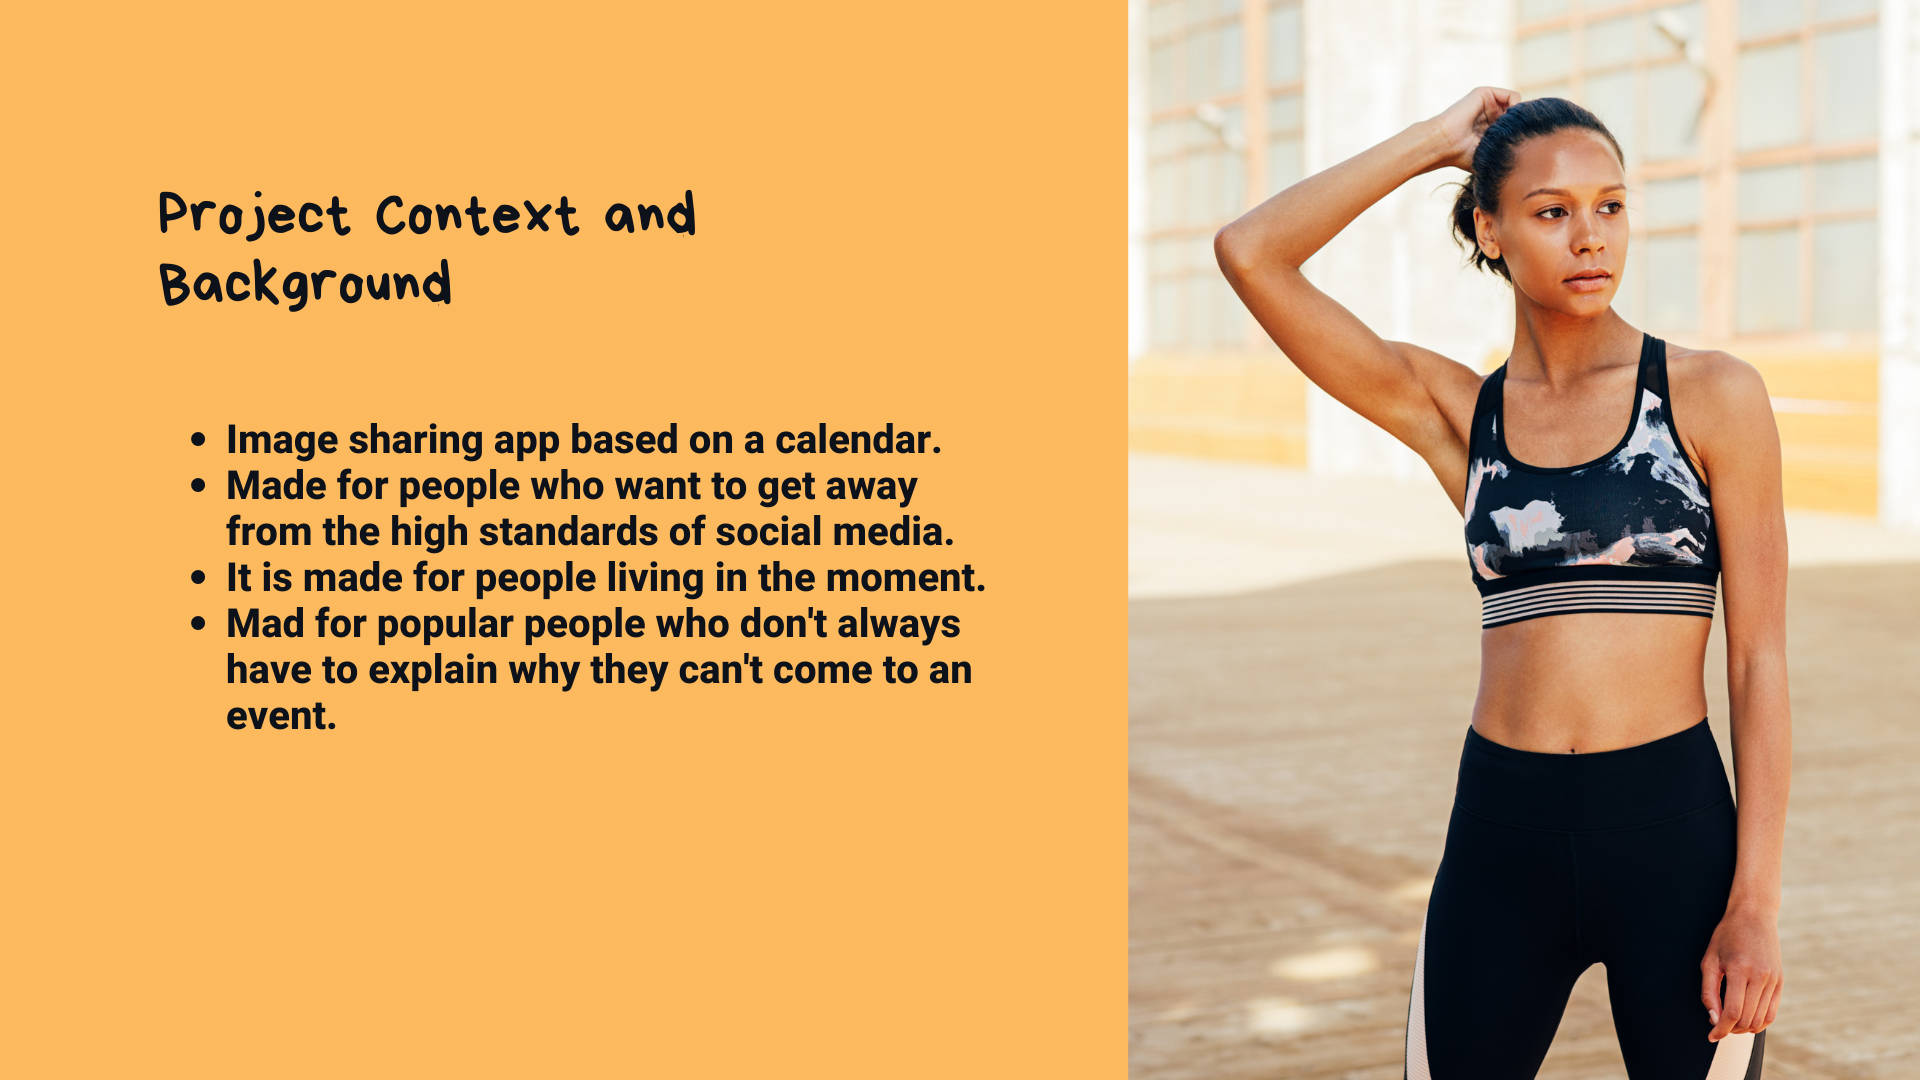 Project Context and
Background
• Image sharing app based on a calendar.
• Made for people who want to get away
from the high standards of social media.
• It is made for people living in the moment.
• Mad for popular people who don't always
have to explain why they can't come to an
event.